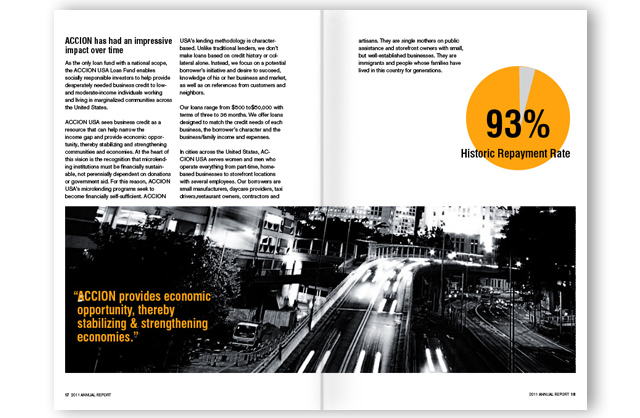 ACCION has had an impressive
impact over time
As the only loan fund with a national scope,
the ACCION USA Loan Fund enables
socially responsible investors to help provide
desperately needed business credit to low-
and moderate-income individuals working
and living in marginalized communities across
the United States.
ACCION USA sees business credit as a
resource that can help narrow the
income gap and provide economic oppor-
tunity, thereby stabilizing and strengthening
communities and economies. At the heart of
this vision is the recognition that microlend-
ing institutions must be financially sustain-
able, not perennially dependent on donations
or government aid. For this reason, ACCION
USA's microlending programs seek to
become financially self-sufficient. ACCION
USA's lending methodology is character-
based. Unlike traditional lenders, we don't
make loans based on credit history or col-
lateral alone. Instead, we focus on a potential
borrower's initiative and desire to succeed,
knowledge of his or her business and market,
as well as on references from customers and
neighbors.
Our loans range from $500 to$50,000 with
terms of three to 36 months. We offer loans
designed to match the credit needs of each
business, the borrower's character and the
business/family income and expenses.
In cities across the United States, AC-
CION USA serves women and men who
operate everything from part-time, home-
based businesses to storefront locations
with several employees. Our borrowers are
small manufacturers, daycare providers, taxi
drivers,restaurant owners, contractors and
artisans. They are single mothers on public
assistance and storefront owners with small,
but well-established businesses. They are
immigrants and people whose families have
lived in this country for generations.
93%
Historic Repayment Rate
“ACCION provides economic
opportunity, thereby
stabilizing & strengthening
economies.”
17 2011 ANNUAL REPORT
2011 ANNUAL REPORT 18